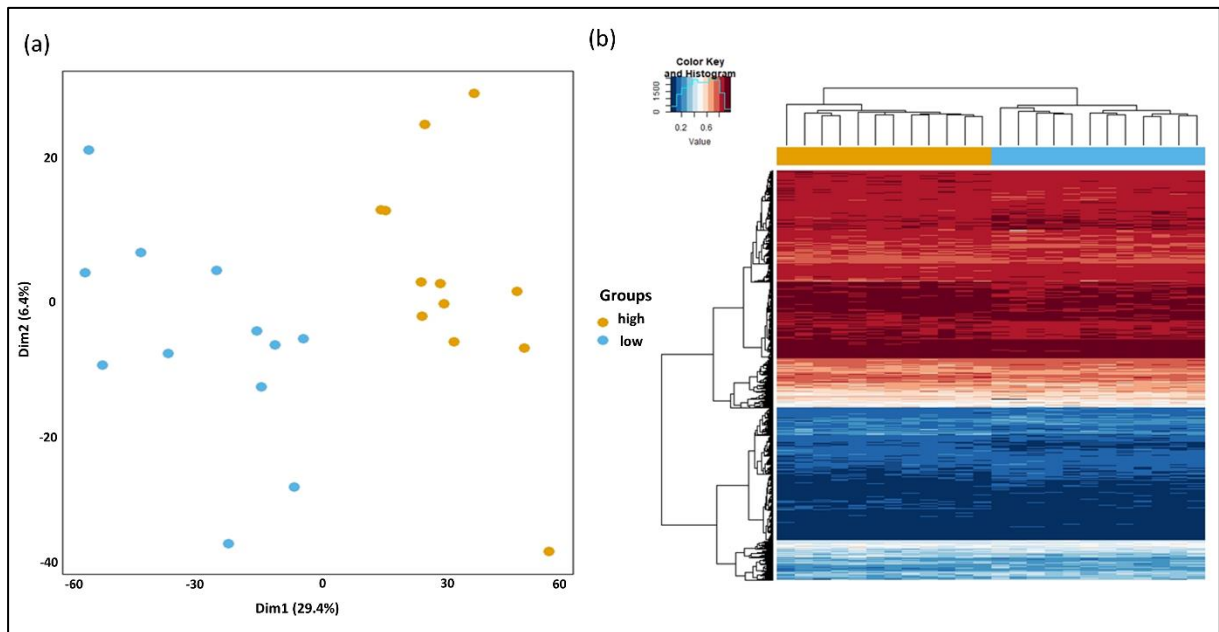 (a)
20
0
-20
-40
Dim2 (6.4%)
-60
-30
0
30
60
Dim1 (29.4%)
Groups
high
low
(b)
Color Key
and Histogram
0
1500
0.2
0.6
Value